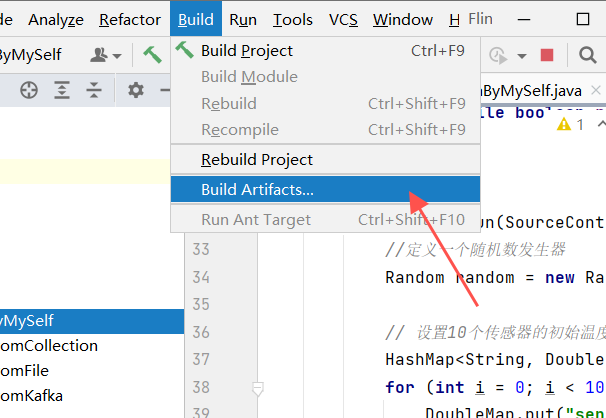 Analyze Refactor Build Run Tools VCS Window H Flin
ByMySelf
Build Project Ctrl+F9
Build Module
Rebuild Ctrl+Shift+F9
Recompile Ctrl+Shift+F9
Rebuild Project
Build Artifacts...
Run Ant Target Ctrl+Shift+F10
ByMySelf.java
1
boolean
un(SourceCont
33 //定义一个随机数发生器
34 Random random = new Ra
35
36 // 设置10个传感器的初始温度
37 HashMap<String, Double
38 for (int i = 0; i < 10
39 DoubleMap.put("sen
yMySelf
omCollection
omFile
omKafka